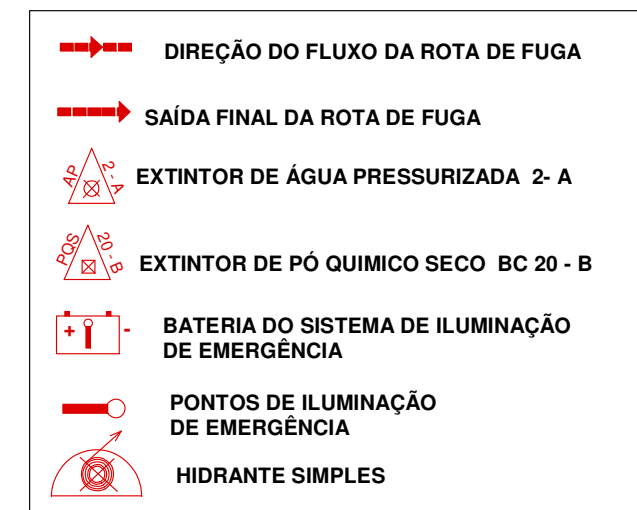 DIREÇÃO DO FLUXO DA ROTA DE FUGA
SAÍDA FINAL DA ROTA DE FUGA
AP 2 - A
EXTINTOR DE ÁGUA PRESSURIZADA 2- A
PQS 20 - B
EXTINTOR DE PÓ QUIMICO SECO BC 20 - B
+ -
BATERIA DO SISTEMA DE ILUMINAÇÃO
DE EMERGÊNCIA
PONTOS DE ILUMINAÇÃO
DE EMERGÊNCIA
HIDRANTE SIMPLES